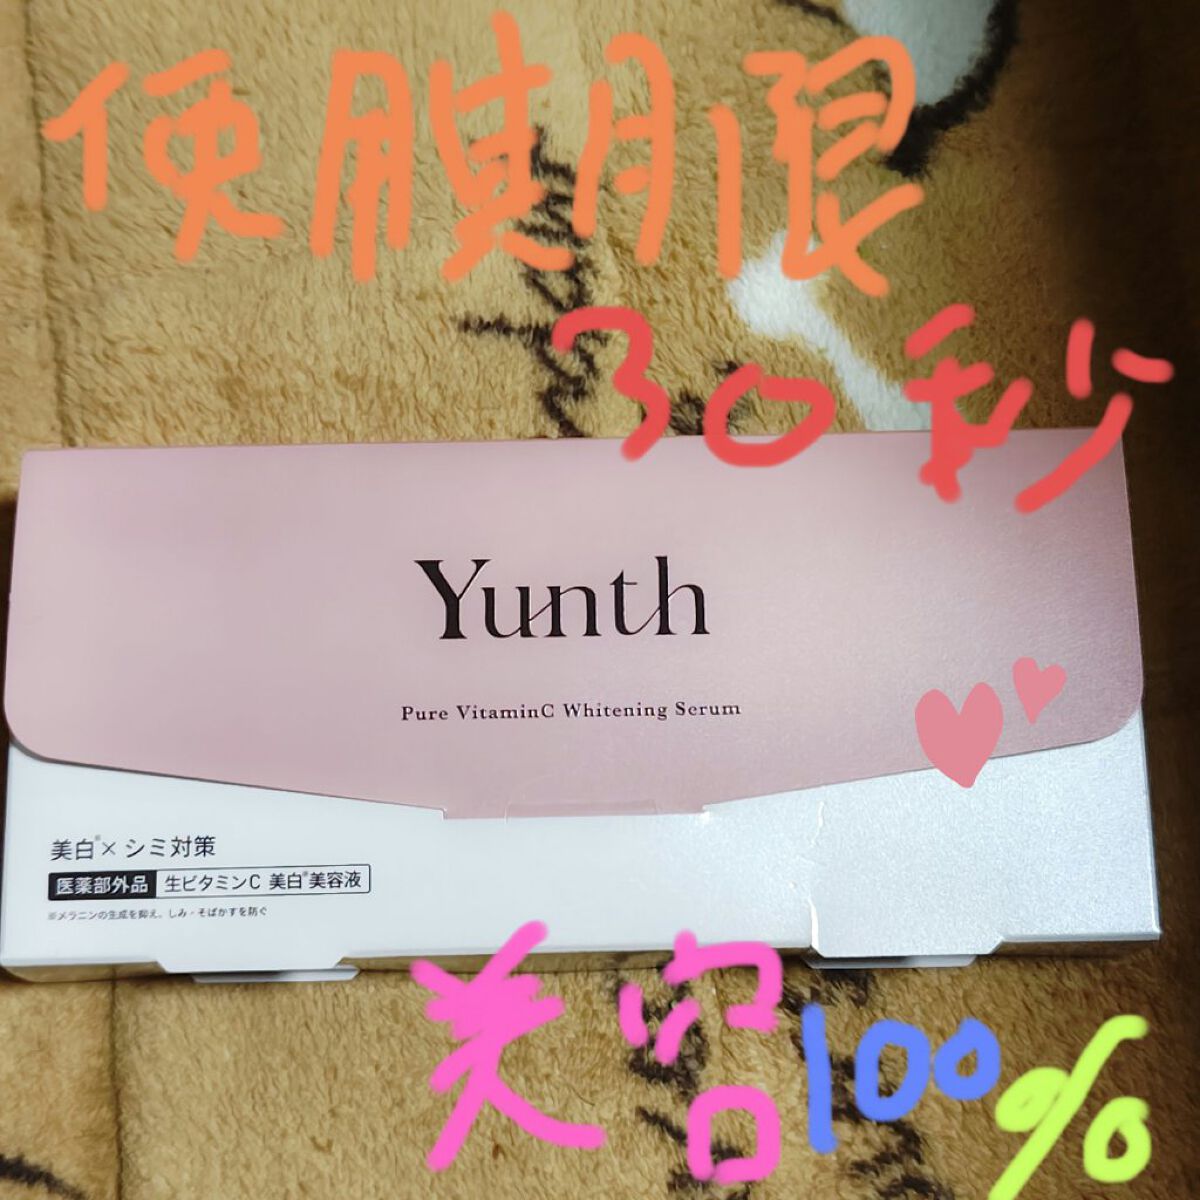 使用期限
30秒
Yunth
Pure VitaminC Whitening Serum
美白※×シミ対策
医薬部外品 生ビタミンC 美白※美容液
※メラニンの生成を抑え、しみ・そばかすを防ぐ
美容100%